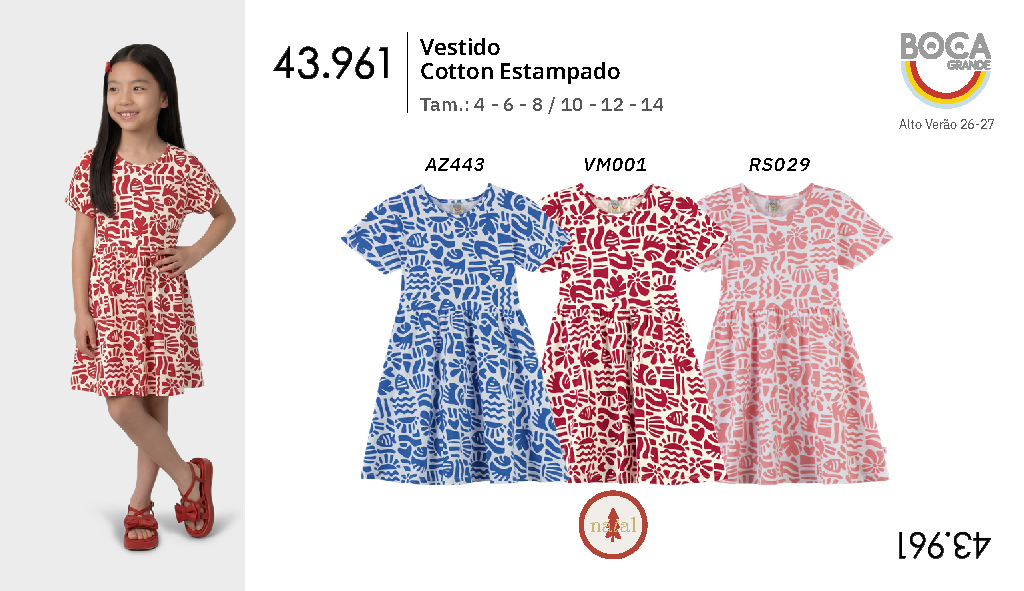 43.961
Vestido
Cotton Estampado
Tam.: 4 - 6 - 8 / 10 - 12 - 14
BOCA
GRANDE
Alto Verão 26-27
AZ443
VM001
RS029
natal
43.961